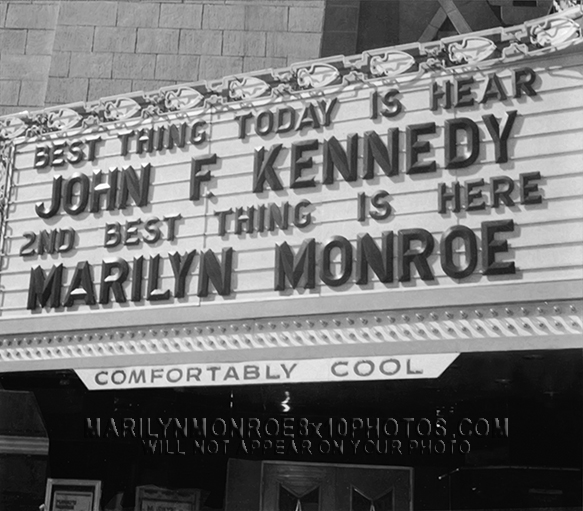 BEST THING TODAY IS HEAR
JOHN F. KENNEDY
2ND BEST THING IS HERE
MARILYN MONROE
COMFORTABLY COOL
MARILYNMONROE8x10PHOTOS.COM
WILL NOT APPEAR ON YOUR PHOTO